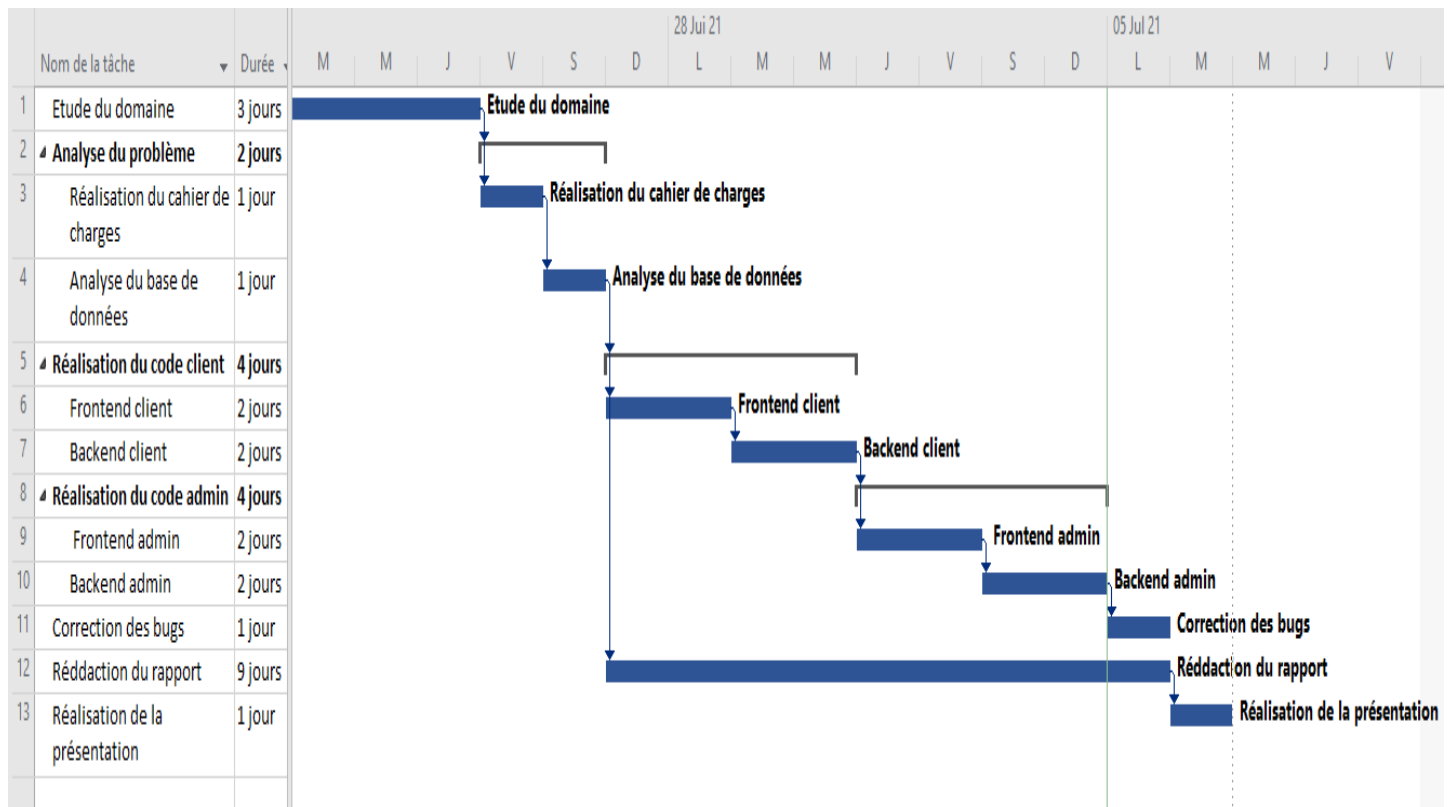 28 Jui 21 05 Jul 21
Nom de la tâche Durée M M J V S D L M M J V S D L M M J V
1 Etude du domaine 3 jours Etude du domaine
2 Analyse du problème 2 jours
3 Réalisation du cahier de 1 jour Réalisation du cahier de charges
charges
4 Analyse du base de 1 jour Analyse du base de données
données
5 Réalisation du code client 4 jours
6 Frontend client 2 jours Frontend client
7 Backend client 2 jours Backend client
8 Réalisation du code admin 4 jours
9 Frontend admin 2 jours Frontend admin
10 Backend admin 2 jours Backend admin
11 Correction des bugs 1 jour Correction des bugs
12 Réddaction du rapport 9 jours Réddaction du rapport
13 Réalisation de la 1 jour Réalisation de la présentation
présentation